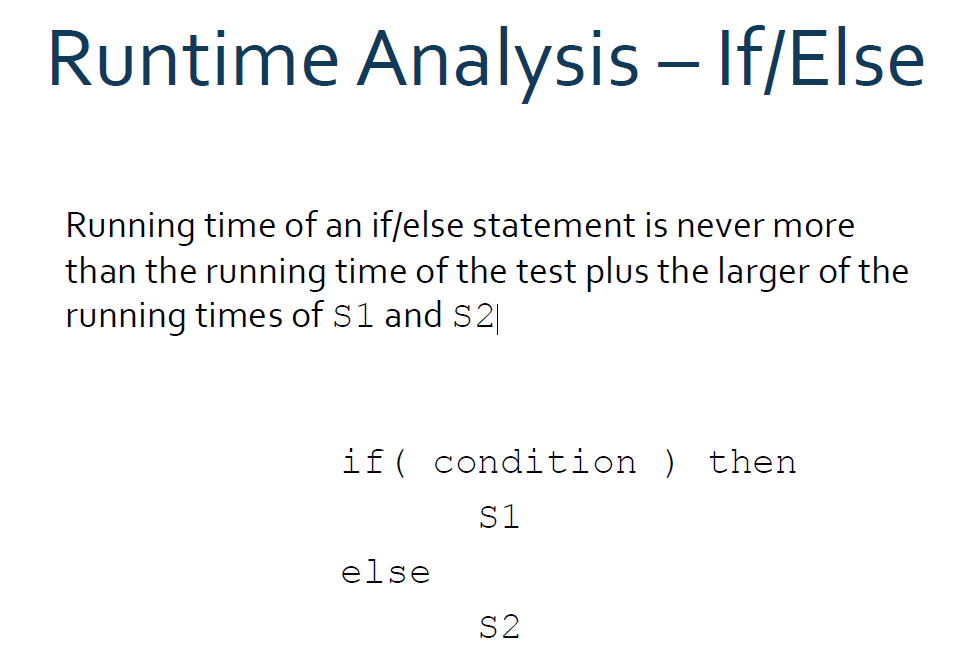 Runtime Analysis – If/Else
Running time of an if/else statement is never more
than the running time of the test plus the larger of the
running times of S1 and S2
if( condition ) then
S1
else
S2